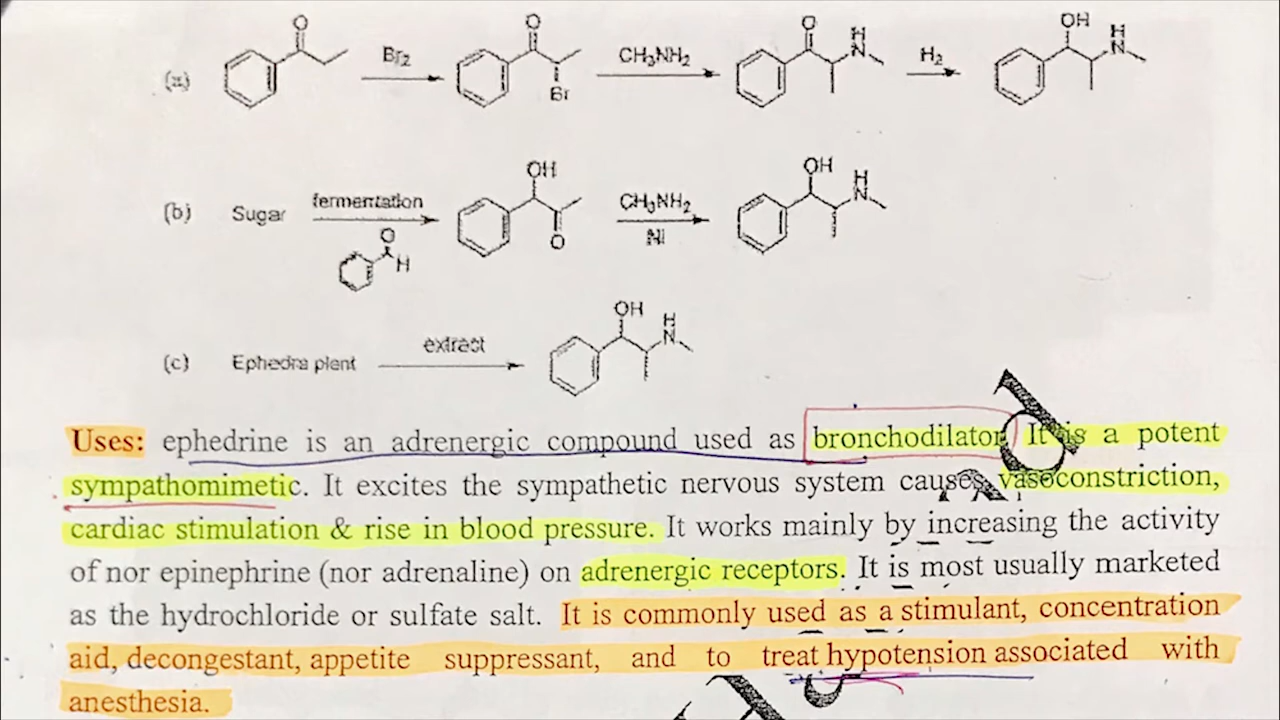 (a) O Br₂ O Br CH₃NH₂ O H N H₂ OH H N
(b) Sugar fermentation O H OH O CH₃NH₂ Ni OH H N
(c) Ephedra plant extract OH H N
Uses: ephedrine is an adrenergic compound used as bronchodilator. It is a potent
sympathomimetic. It excites the sympathetic nervous system causes vasoconstriction,
cardiac stimulation & rise in blood pressure. It works mainly by increasing the activity
of nor epinephrine (nor adrenaline) on adrenergic receptors. It is most usually marketed
as the hydrochloride or sulfate salt. It is commonly used as a stimulant, concentration
aid, decongestant, appetite suppressant, and to treat hypotension associated with
anesthesia.